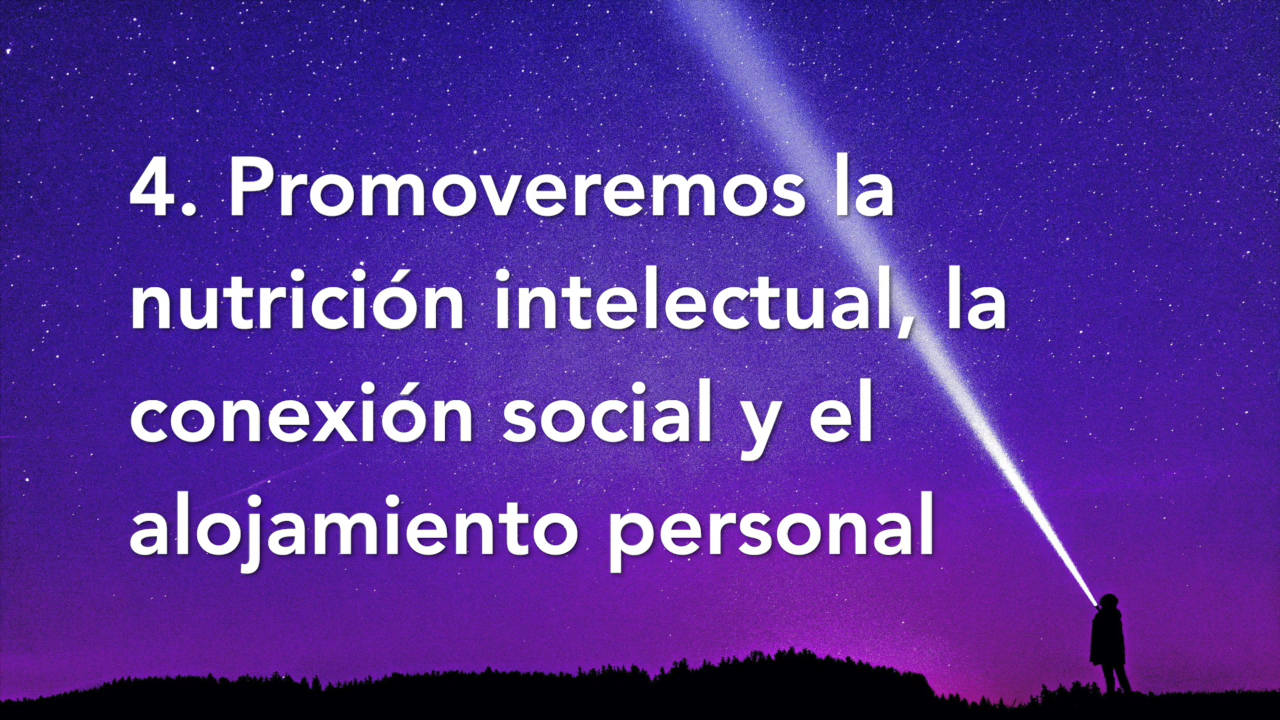 4. Promoveremos la
nutrición intelectual, la
conexión social y el
alojamiento personal